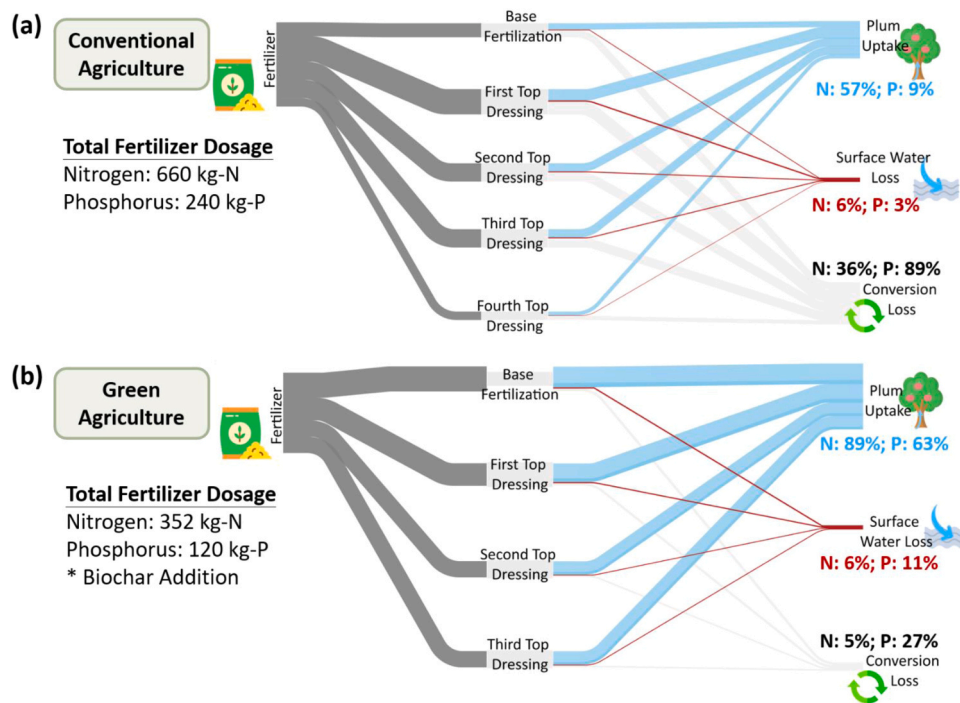 (a)
Conventional
Agriculture
Total Fertilizer Dosage
Nitrogen: 660 kg-N
Phosphorus: 240 kg-P
Fertilizer
Base
Fertilization
First Top
Dressing
Second Top
Dressing
Third Top
Dressing
Fourth Top
Dressing
Plum
Uptake
N: 57%; P: 9%
Surface Water
Loss
N: 6%; P: 3%
N: 36%; P: 89%
Conversion
Loss
(b)
Green
Agriculture
Total Fertilizer Dosage
Nitrogen: 352 kg-N
Phosphorus: 120 kg-P
* Biochar Addition
Fertilizer
Base
Fertilization
First Top
Dressing
Second Top
Dressing
Third Top
Dressing
Plum
Uptake
N: 89%; P: 63%
Surface
Water Loss
N: 6%; P: 11%
N: 5%; P: 27%
Conversion
Loss